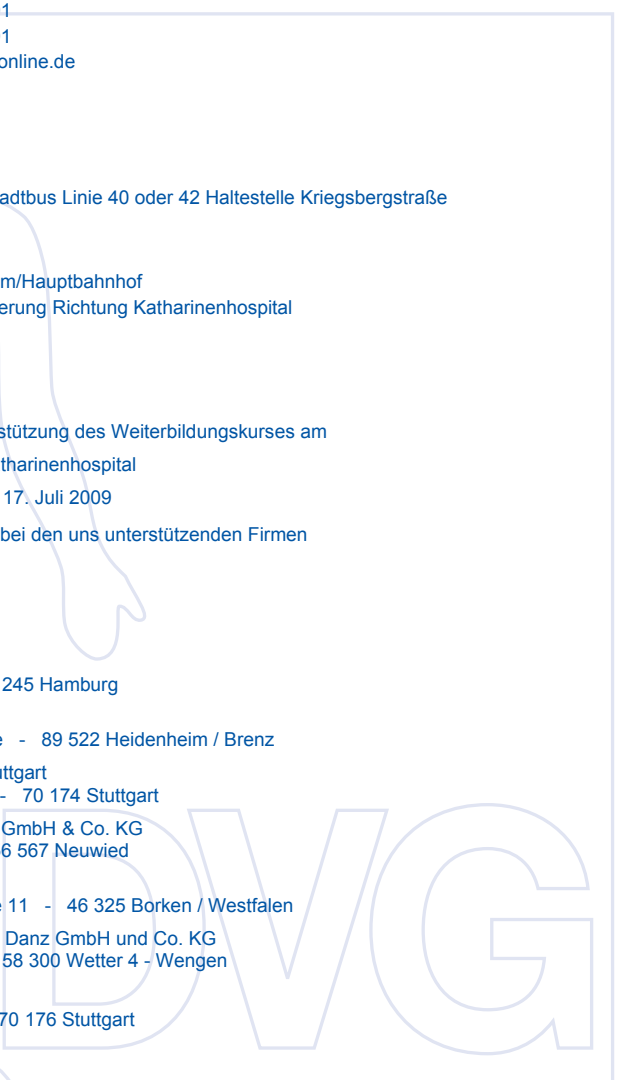 1
1
online.de
adtbus Linie 40 oder 42 Haltestelle Kriegsbergstraße
m/Hauptbahnhof
erung Richtung Katharinenhospital
stützung des Weiterbildungskurses am
tharinenhospital
17. Juli 2009
bei den uns unterstützenden Firmen
245 Hamburg
e - 89 522 Heidenheim / Brenz
uttgart
- 70 174 Stuttgart
GmbH & Co. KG
56 567 Neuwied
e 11 - 46 325 Borken / Westfalen
Danz GmbH und Co. KG
58 300 Wetter 4 - Wengen
70 176 Stuttgart
DVG